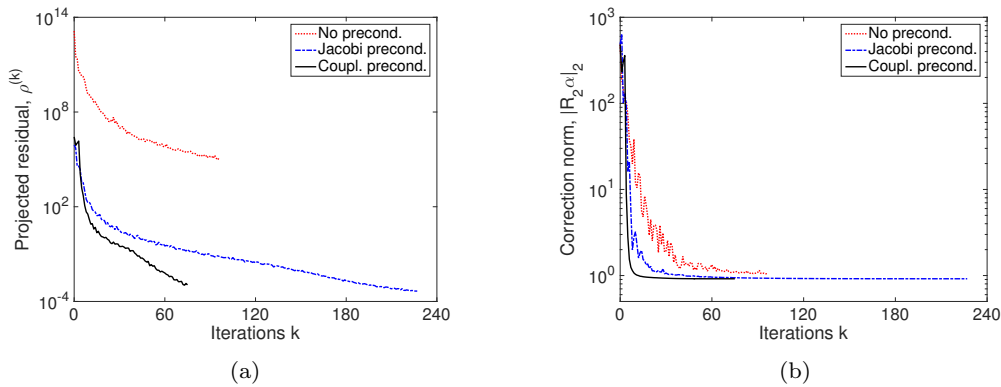 10^14
10^8
10^2
10^-4
Projected residual, ρ^(k)
No precond.
Jacobi precond.
Coupl. precond.
0 60 120 180 240
Iterations k
(a)
10^3
10^2
10^1
10^0
Correction norm, |R_2 α|_2
No precond.
Jacobi precond.
Coupl. precond.
0 60 120 180 240
Iterations k
(b)